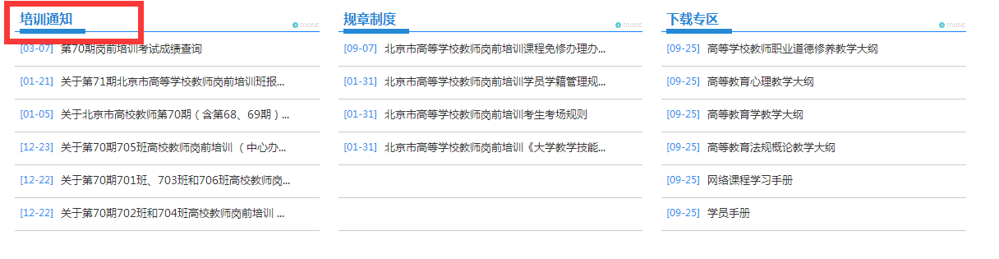 培训通知
MORE
[03-07] 第70期岗前培训考试成绩查询
[01-21] 关于第71期北京市高等学校教师岗前培训班报...
[01-05] 关于北京市高校教师第70期（含第68、69期）...
[12-23] 关于第70期705班高校教师岗前培训 （中心办...
[12-22] 关于第70期701班、703班和706班高校教师岗...
[12-22] 关于第70期702班和704班高校教师岗前培训 ...
规章制度
MORE
[09-07] 北京市高等学校教师岗前培训课程免修办理办...
[01-31] 北京市高等学校教师岗前培训学员学籍管理规...
[01-31] 北京市高等学校教师岗前培训考生考场规则
[01-31] 北京市高等学校教师岗前培训《大学教学技能...
下载专区
MORE
[09-25] 高等学校教师职业道德修养教学大纲
[09-25] 高等教育心理教学大纲
[09-25] 高等教育学教学大纲
[09-25] 高等教育法规概论教学大纲
[09-25] 网络课程学习手册
[09-25] 学员手册